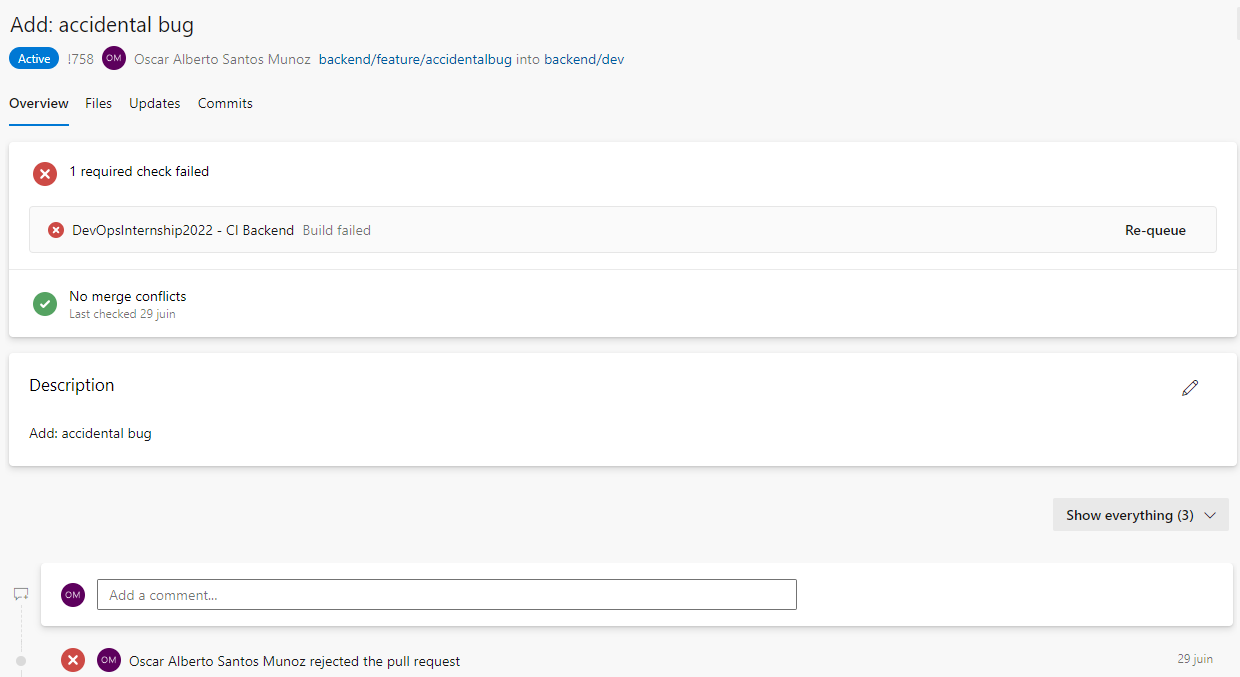 Add: accidental bug
Active !758 OM Oscar Alberto Santos Munoz backend/feature/accidentalbug into backend/dev
Overview Files Updates Commits
1 required check failed
DevOpsInternship2022 - CI Backend Build failed Re-queue
No merge conflicts
Last checked 29 juin
Description
Add: accidental bug
Show everything (3)
OM Add a comment...
OM Oscar Alberto Santos Munoz rejected the pull request 29 juin